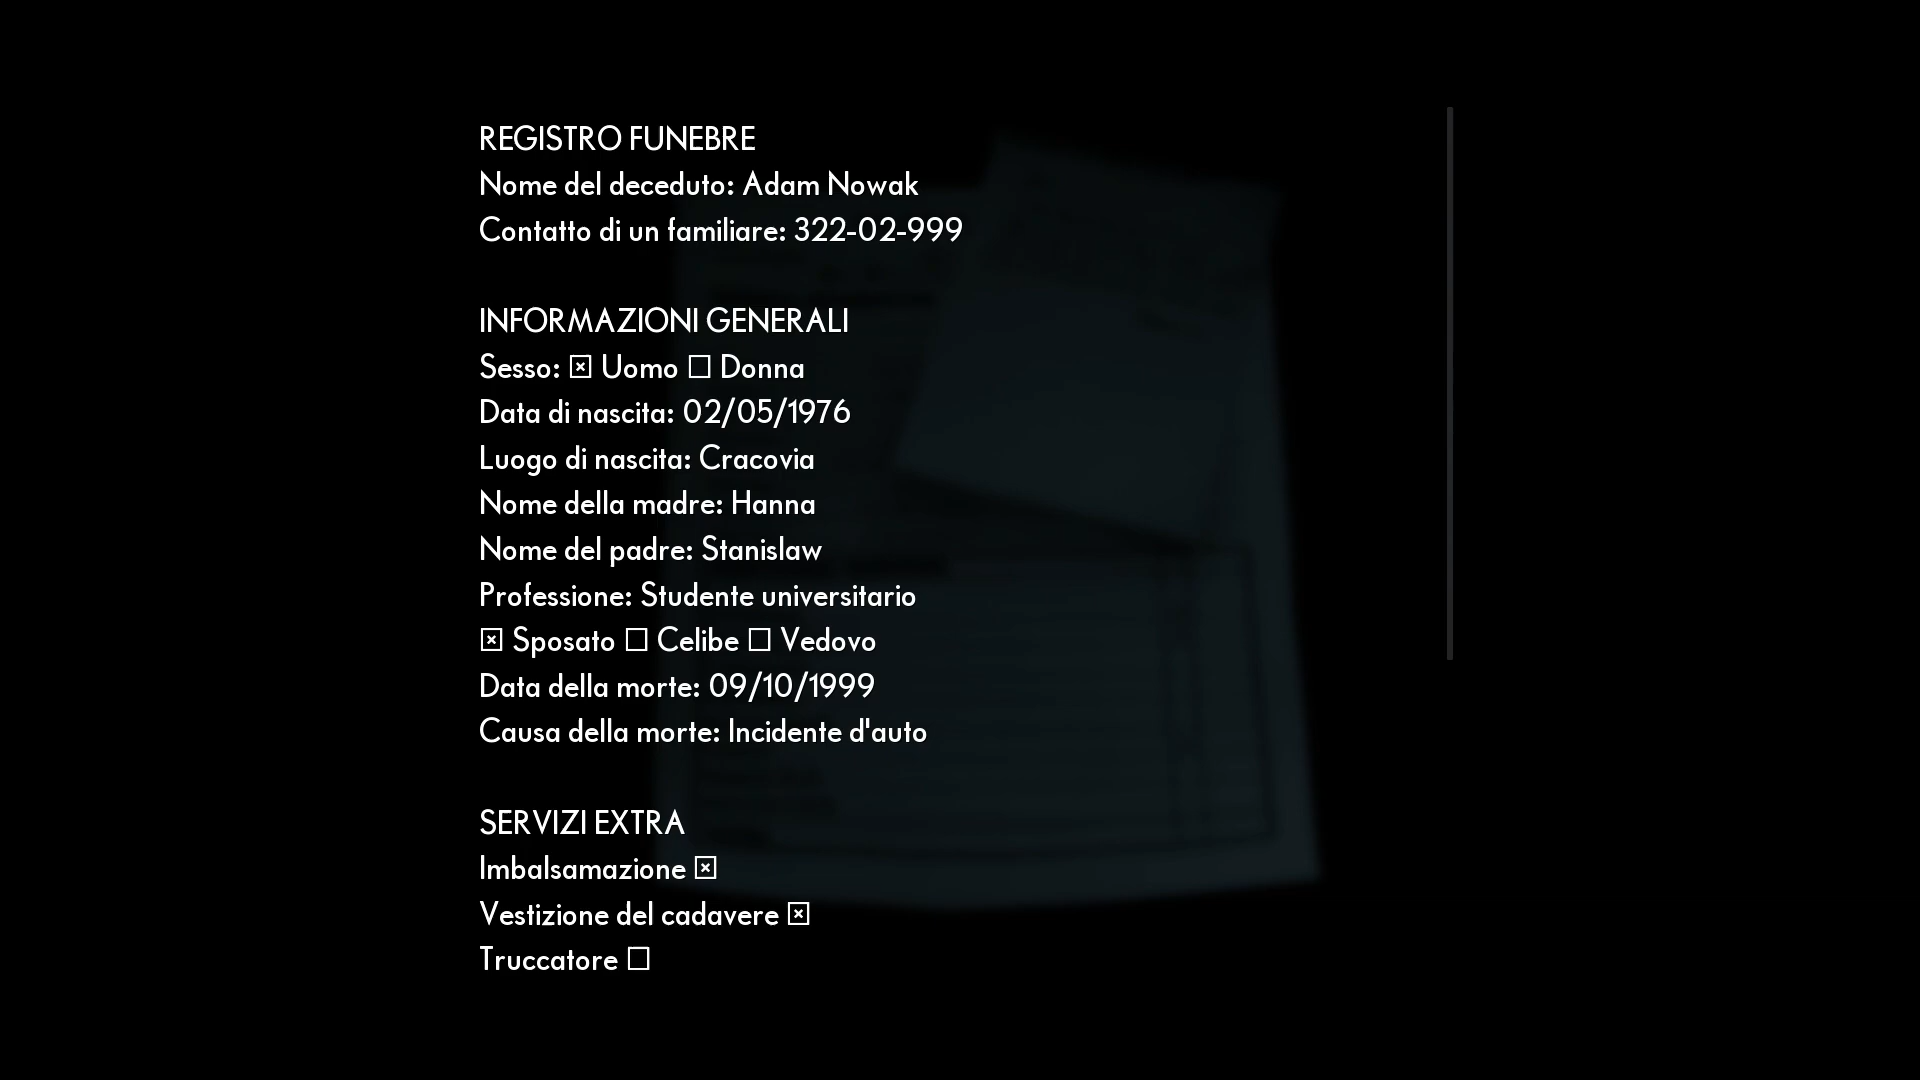 REGISTRO FUNEBRE
Nome del deceduto: Adam Nowak
Contatto di un familiare: 322-02-999
INFORMAZIONI GENERALI
Sesso: ☒ Uomo ☐ Donna
Data di nascita: 02/05/1976
Luogo di nascita: Cracovia
Nome della madre: Hanna
Nome del padre: Stanislaw
Professione: Studente universitario
☒ Sposato ☐ Celibe ☐ Vedovo
Data della morte: 09/10/1999
Causa della morte: Incidente d'auto
SERVIZI EXTRA
Imbalsamazione ☒
Vestizione del cadavere ☒
Truccatore ☐